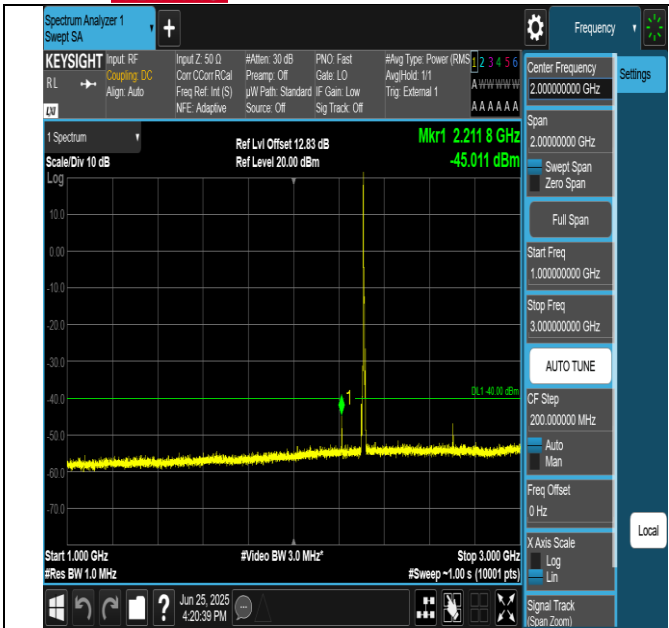 Spectrum Analyzer 1
Swept SA
+
Frequency
KEYSIGHT
RL
LXI
Input: RF
Coupling: DC
Align: Auto
Input Z: 50 Ω
Corr CCorr RCal
Freq Ref: Int (S)
NFE: Adaptive
#Atten: 30 dB
Preamp: Off
µW Path: Standard
Source: Off
PNO: Fast
Gate: LO
IF Gain: Low
Sig Track: Off
#Avg Type: Power (RMS
Avg|Hold: 1/1
Trig: External 1
1 2 3 4 5 6
A W W W W W
A A A A A A
1 Spectrum
Scale/Div 10 dB
Log
Ref Lvl Offset 12.83 dB
Ref Level 20.00 dBm
Mkr1 2.211 8 GHz
-45.011 dBm
10.0
0.00
-10.0
-20.0
-30.0
-40.0
-50.0
-60.0
-70.0
1
DL1 -40.00 dBm
Start 1.000 GHz
#Res BW 1.0 MHz
#Video BW 3.0 MHz*
Stop 3.000 GHz
#Sweep ~1.00 s (10001 pts)
?
Jun 25, 2025
4:20:39 PM
Center Frequency
2.00000000 GHz
Settings
Span
2.00000000 GHz
Swept Span
Zero Span
Full Span
Start Freq
1.000000000 GHz
Stop Freq
3.000000000 GHz
AUTO TUNE
CF Step
200.000000 MHz
Auto
Man
Freq Offset
0 Hz
X Axis Scale
Log
Lin
Local
Signal Track
(Span Zoom)